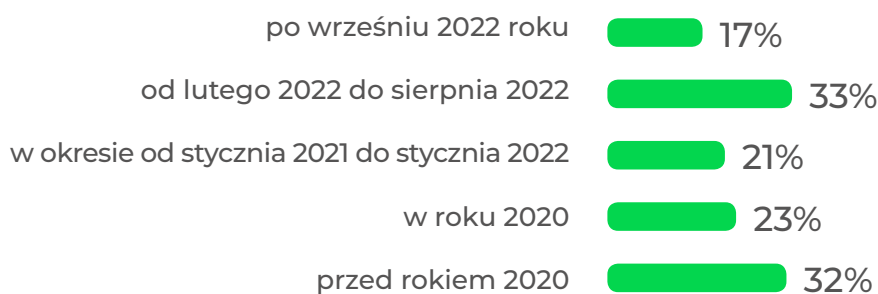 po wrześniu 2022 roku 17%
od lutego 2022 do sierpnia 2022 33%
w okresie od stycznia 2021 do stycznia 2022 21%
w roku 2020 23%
przed rokiem 2020 32%